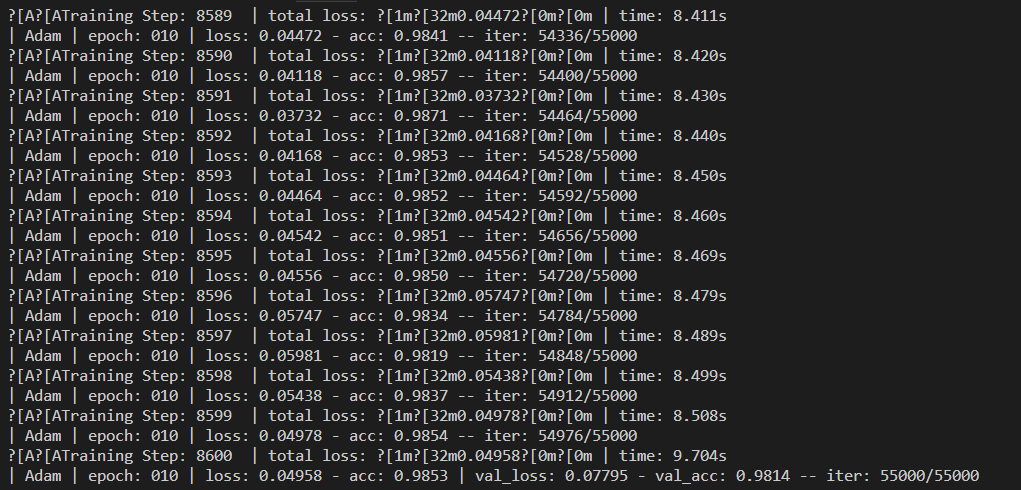 ?[A?[ATraining Step: 8589  | total loss: ?[1m?[32m0.04472?[0m?[0m | time: 8.411s
| Adam | epoch: 010 | loss: 0.04472 - acc: 0.9841 -- iter: 54336/55000
?[A?[ATraining Step: 8590  | total loss: ?[1m?[32m0.04118?[0m?[0m | time: 8.420s
| Adam | epoch: 010 | loss: 0.04118 - acc: 0.9857 -- iter: 54400/55000
?[A?[ATraining Step: 8591  | total loss: ?[1m?[32m0.03732?[0m?[0m | time: 8.430s
| Adam | epoch: 010 | loss: 0.03732 - acc: 0.9871 -- iter: 54464/55000
?[A?[ATraining Step: 8592  | total loss: ?[1m?[32m0.04168?[0m?[0m | time: 8.440s
| Adam | epoch: 010 | loss: 0.04168 - acc: 0.9853 -- iter: 54528/55000
?[A?[ATraining Step: 8593  | total loss: ?[1m?[32m0.04464?[0m?[0m | time: 8.450s
| Adam | epoch: 010 | loss: 0.04464 - acc: 0.9852 -- iter: 54592/55000
?[A?[ATraining Step: 8594  | total loss: ?[1m?[32m0.04542?[0m?[0m | time: 8.460s
| Adam | epoch: 010 | loss: 0.04542 - acc: 0.9851 -- iter: 54656/55000
?[A?[ATraining Step: 8595  | total loss: ?[1m?[32m0.04556?[0m?[0m | time: 8.469s
| Adam | epoch: 010 | loss: 0.04556 - acc: 0.9850 -- iter: 54720/55000
?[A?[ATraining Step: 8596  | total loss: ?[1m?[32m0.05747?[0m?[0m | time: 8.479s
| Adam | epoch: 010 | loss: 0.05747 - acc: 0.9834 -- iter: 54784/55000
?[A?[ATraining Step: 8597  | total loss: ?[1m?[32m0.05981?[0m?[0m | time: 8.489s
| Adam | epoch: 010 | loss: 0.05981 - acc: 0.9819 -- iter: 54848/55000
?[A?[ATraining Step: 8598  | total loss: ?[1m?[32m0.05438?[0m?[0m | time: 8.499s
| Adam | epoch: 010 | loss: 0.05438 - acc: 0.9837 -- iter: 54912/55000
?[A?[ATraining Step: 8599  | total loss: ?[1m?[32m0.04978?[0m?[0m | time: 8.508s
| Adam | epoch: 010 | loss: 0.04978 - acc: 0.9854 -- iter: 54976/55000
?[A?[ATraining Step: 8600  | total loss: ?[1m?[32m0.04958?[0m?[0m | time: 9.704s
| Adam | epoch: 010 | loss: 0.04958 - acc: 0.9853 | val_loss: 0.07795 - val_acc: 0.9814 -- iter: 55000/55000